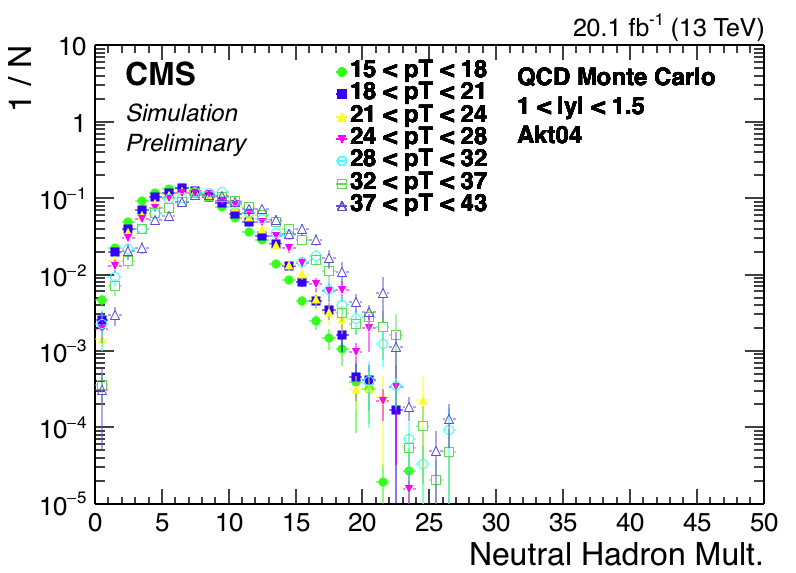 20.1 fb⁻¹ (13 TeV)
1 / N
CMS
Simulation
Preliminary
15 < pT < 18
18 < pT < 21
21 < pT < 24
24 < pT < 28
28 < pT < 32
32 < pT < 37
37 < pT < 43
QCD Monte Carlo
1 < |y| < 1.5
Akt04
10
1
10⁻¹
10⁻²
10⁻³
10⁻⁴
10⁻⁵
0 5 10 15 20 25 30 35 40 45 50
Neutral Hadron Mult.